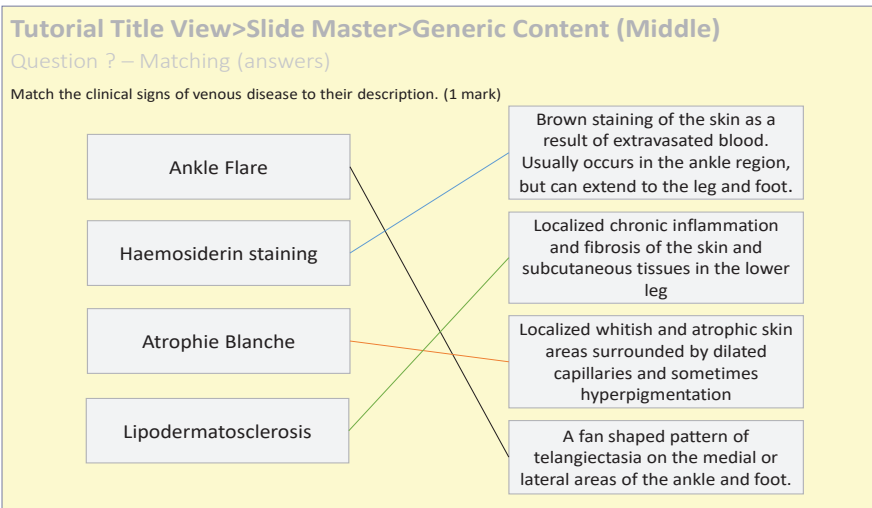 Tutorial Title View>Slide Master>Generic Content (Middle)
Question ? – Matching (answers)
Match the clinical signs of venous disease to their description. (1 mark)
Ankle Flare
Haemosiderin staining
Atrophie Blanche
Lipodermatosclerosis
Brown staining of the skin as a
result of extravasated blood.
Usually occurs in the ankle region,
but can extend to the leg and foot.
Localized chronic inflammation
and fibrosis of the skin and
subcutaneous tissues in the lower
leg
Localized whitish and atrophic skin
areas surrounded by dilated
capillaries and sometimes
hyperpigmentation
A fan shaped pattern of
telangiectasia on the medial or
lateral areas of the ankle and foot.